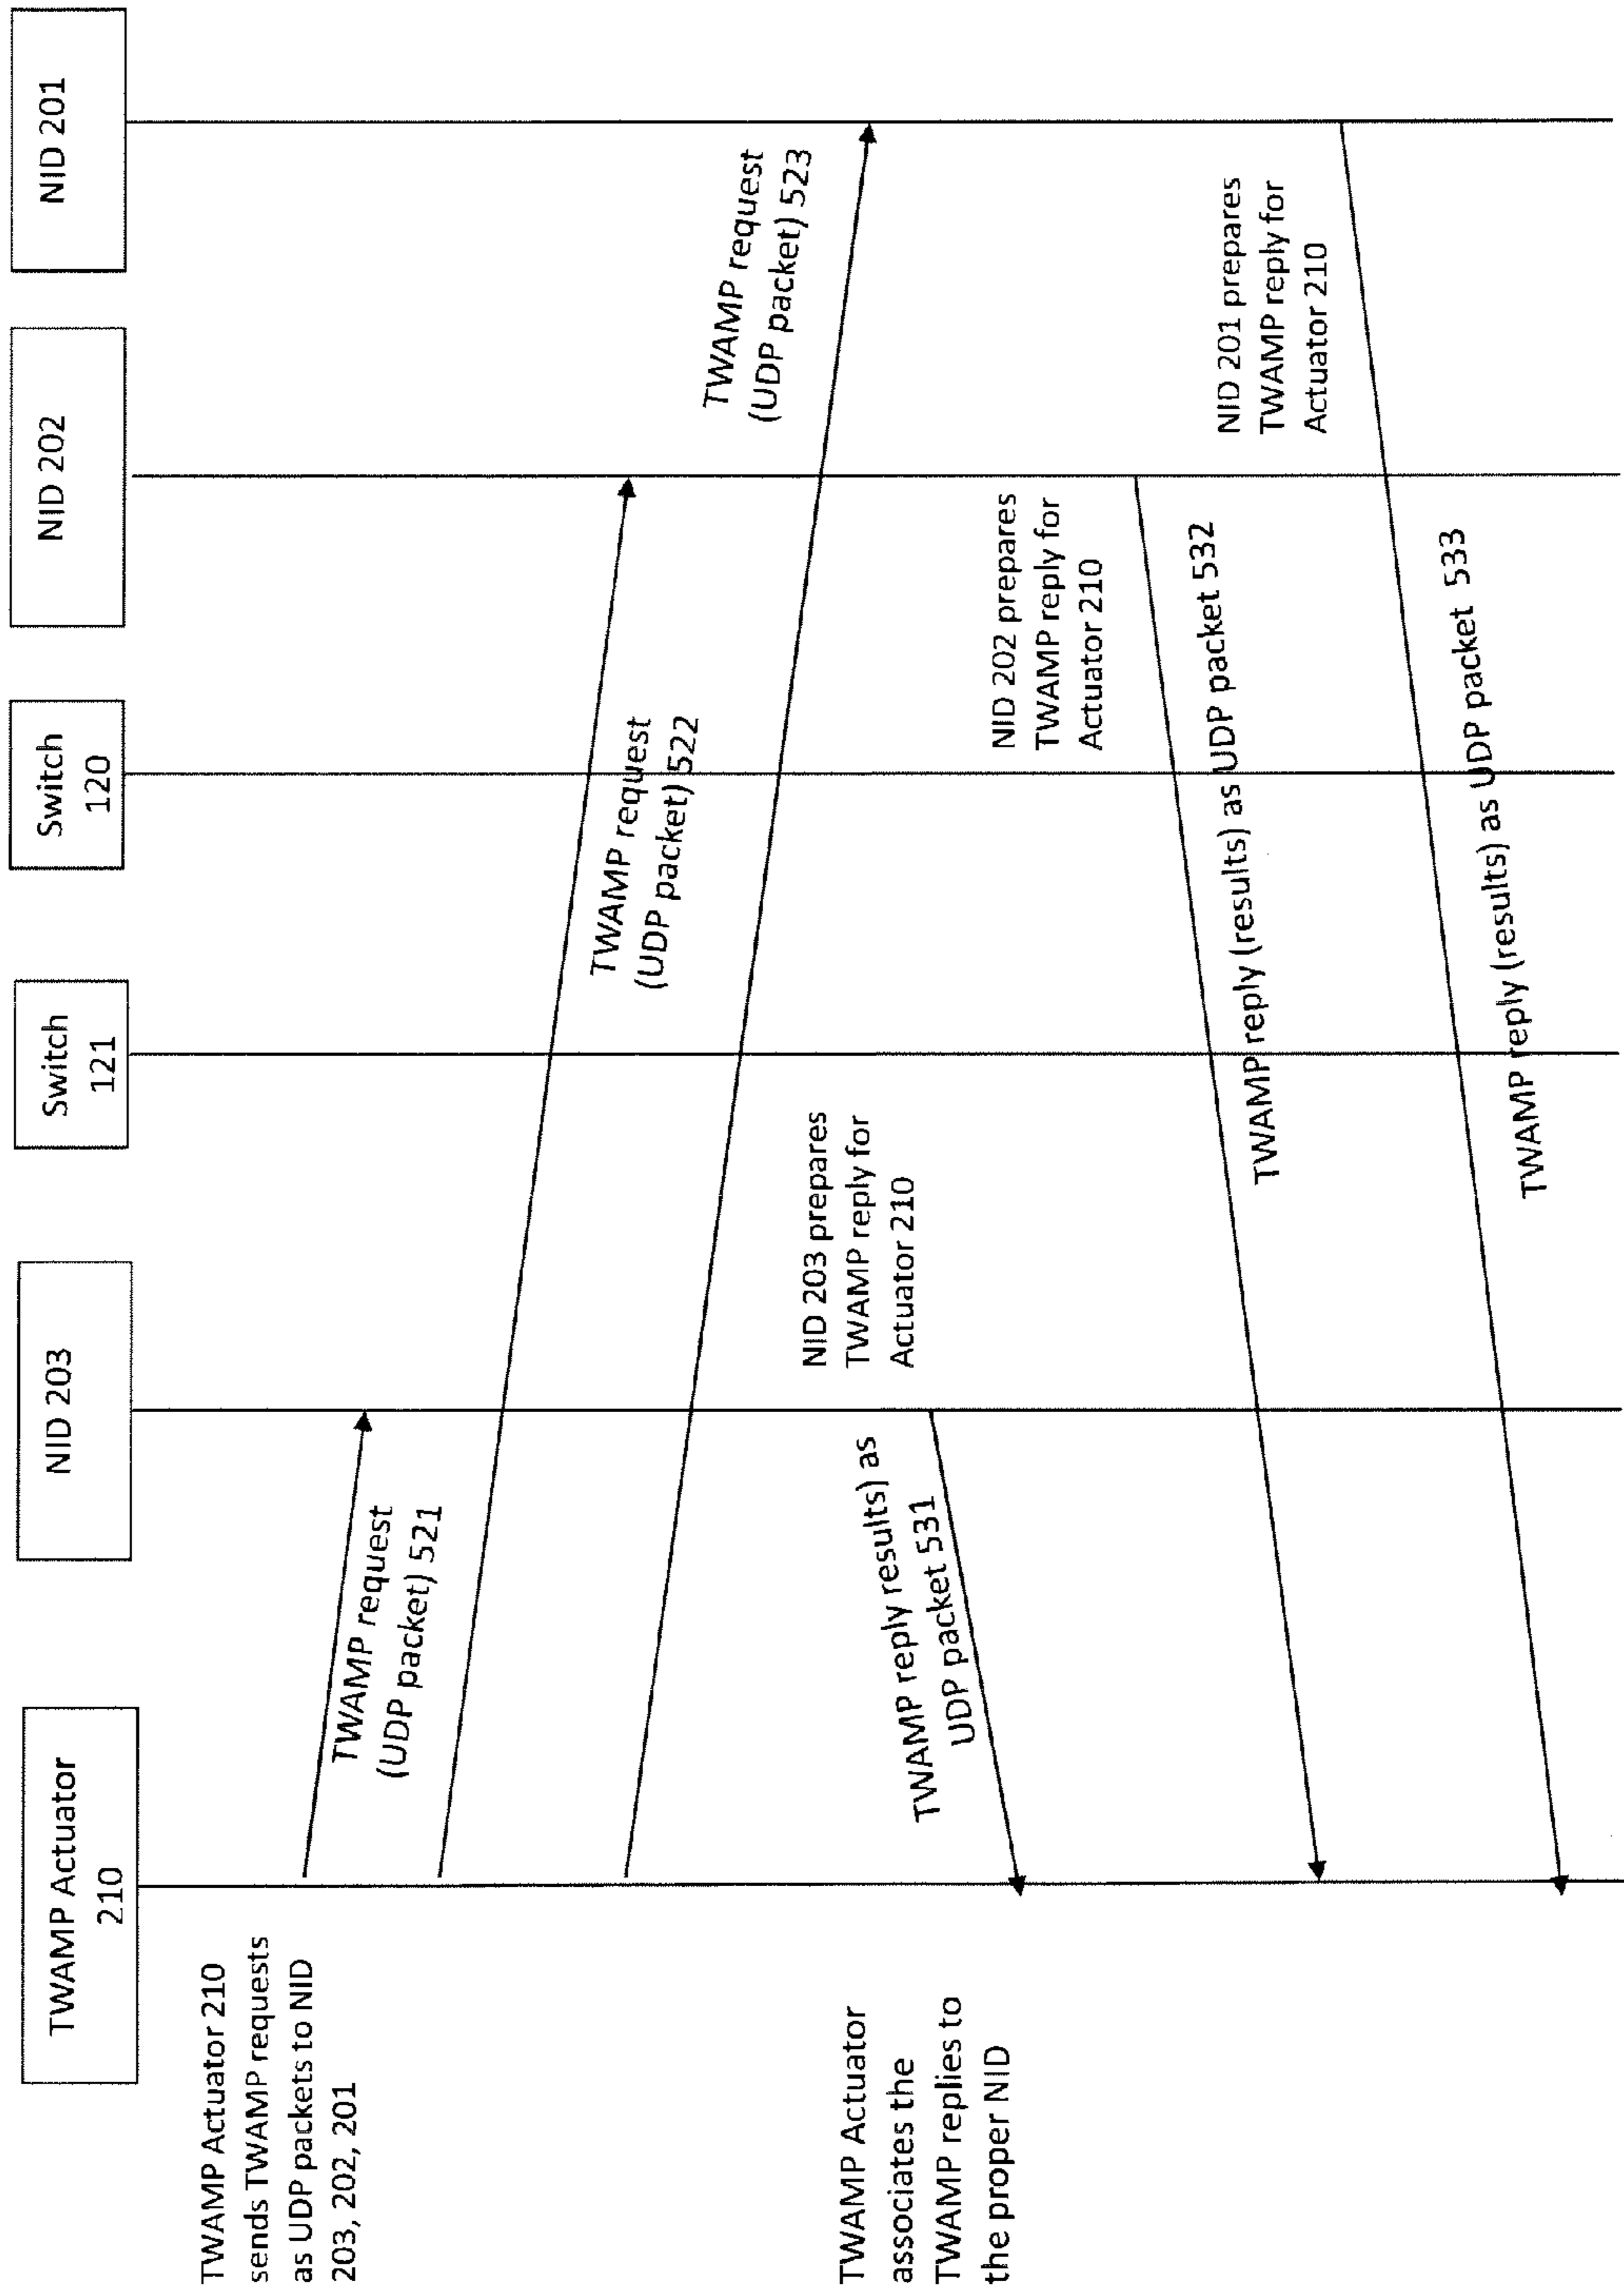 TWAMP Actuator
210
NID 203
Switch
121
Switch
120
NID 202
NID 201
TWAMP Actuator 210
sends TWAMP requests
as UDP packets to NID
203, 202, 201
TWAMP request
(UDP packet) 521
TWAMP request
(UDP packet) 522
TWAMP request
(UDP packet) 523
TWAMP Actuator
associates the
TWAMP replies to
the proper NID
NID 203 prepares
TWAMP reply for
Actuator 210
TWAMP reply results) as
UDP packet 531
NID 202 prepares
TWAMP reply for
Actuator 210
TWAMP reply (results) as UDP packet 532
NID 201 prepares
TWAMP reply for
Actuator 210
TWAMP reply (results) as UDP packet 533